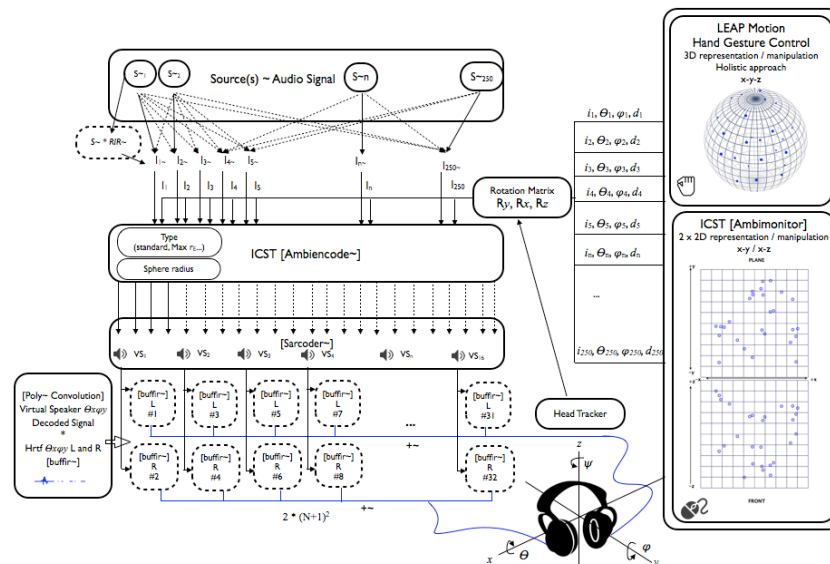 LEAP Motion
Hand Gesture Control
3D representation / manipulation
Holistic approach
x-y-z
S~1
S~2
Source(s) ~ Audio Signal
S~n
S~250
S~ * RIR~
I1~
I2~
I3~
I4~
I5~
In~
I250~
I1
I2
I3
I4
I5
In
I250
Rotation Matrix
Ry, Rx, Rz
i1, Θ1, φ1, d1
i2, Θ2, φ2, d2
i3, Θ3, φ3, d3
i4, Θ4, φ4, d4
i5, Θ5, φ5, d5
in, Θn, φn, dn
...
i250, Θ250, φ250, d250
ICST [Ambimonitor]
2 x 2D representation / manipulation
x-y / x-z
PLANE
FRONT
Type
(standard, Max rE...)
Sphere radius
ICST [Ambiencode~]
[Sarcoder~]
VS1
VS2
VS3
VS4
VSn
VS16
[Poly~ Convolution]
Virtual Speaker Θxφy
Decoded Signal
*
Hrtf Θxφy L and R
[buffir~]
[buffir~]
L
#1
[buffir~]
L
#3
[buffir~]
L
#5
[buffir~]
L
#7
...
[buffir~]
L
#31
+~
[buffir~]
R
#2
[buffir~]
R
#4
[buffir~]
R
#6
[buffir~]
R
#8
[buffir~]
R
#32
+~
2 * (N+1)²
Head Tracker
z
ψ
x
Θ
φ
y